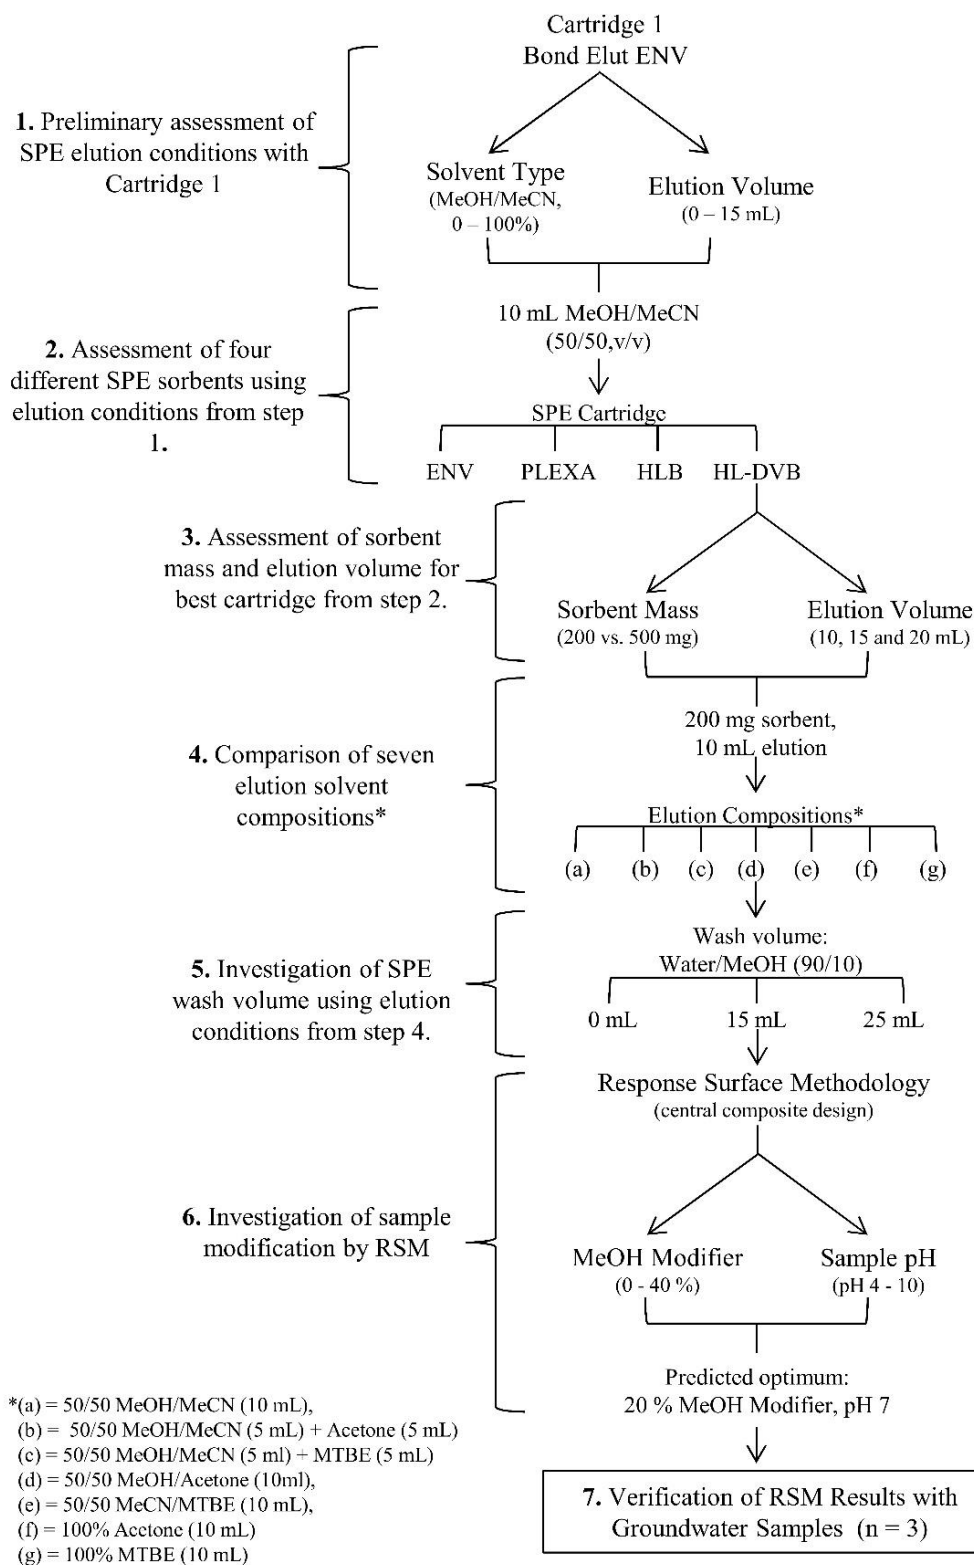 Cartridge 1
Bond Elut ENV
1. Preliminary assessment of
SPE elution conditions with
Cartridge 1
Solvent Type
(MeOH/MeCN,
0 – 100%)
Elution Volume
(0 – 15 mL)
10 mL MeOH/MeCN
(50/50,v/v)
2. Assessment of four
different SPE sorbents using
elution conditions from step
1.
SPE Cartridge
ENV PLEXA HLB HL-DVB
3. Assessment of sorbent
mass and elution volume for
best cartridge from step 2.
Sorbent Mass
(200 vs. 500 mg)
Elution Volume
(10, 15 and 20 mL)
200 mg sorbent,
10 mL elution
4. Comparison of seven
elution solvent
compositions*
Elution Compositions*
(a) (b) (c) (d) (e) (f) (g)
5. Investigation of SPE
wash volume using elution
conditions from step 4.
Wash volume:
Water/MeOH (90/10)
0 mL 15 mL 25 mL
Response Surface Methodology
(central composite design)
6. Investigation of sample
modification by RSM
MeOH Modifier
(0 - 40 %)
Sample pH
(pH 4 - 10)
Predicted optimum:
20 % MeOH Modifier, pH 7
*(a) = 50/50 MeOH/MeCN (10 mL),
(b) = 50/50 MeOH/MeCN (5 mL) + Acetone (5 mL)
(c) = 50/50 MeOH/MeCN (5 ml) + MTBE (5 mL)
(d) = 50/50 MeOH/Acetone (10ml),
(e) = 50/50 MeCN/MTBE (10 mL),
(f) = 100% Acetone (10 mL)
(g) = 100% MTBE (10 mL)
7. Verification of RSM Results with
Groundwater Samples (n = 3)